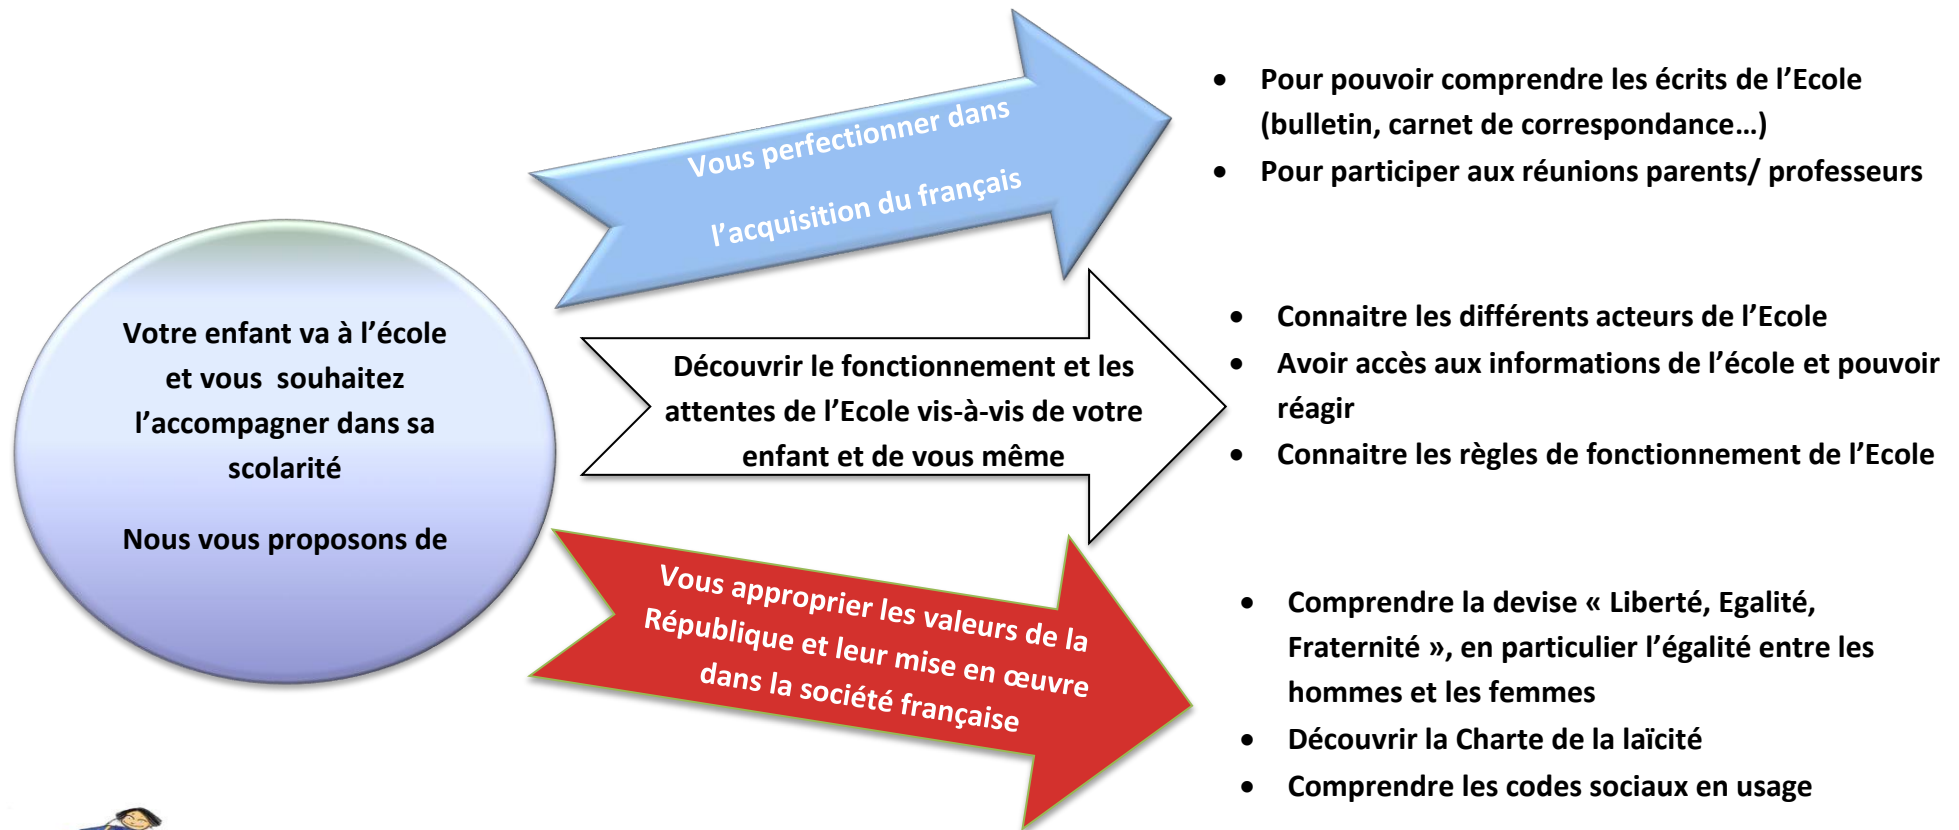 Votre enfant va à l’école
et vous souhaitez
l’accompagner dans sa
scolarité
Nous vous proposons de
Vous perfectionner dans
l’acquisition du français
• Pour pouvoir comprendre les écrits de l’Ecole
(bulletin, carnet de correspondance…)
• Pour participer aux réunions parents/ professeurs
Découvrir le fonctionnement et les
attentes de l’Ecole vis-à-vis de votre
enfant et de vous même
• Connaitre les différents acteurs de l’Ecole
• Avoir accès aux informations de l’école et pouvoir
réagir
• Connaitre les règles de fonctionnement de l’Ecole
Vous approprier les valeurs de la
République et leur mise en œuvre
dans la société française
• Comprendre la devise « Liberté, Egalité,
Fraternité », en particulier l’égalité entre les
hommes et les femmes
• Découvrir la Charte de la laïcité
• Comprendre les codes sociaux en usage